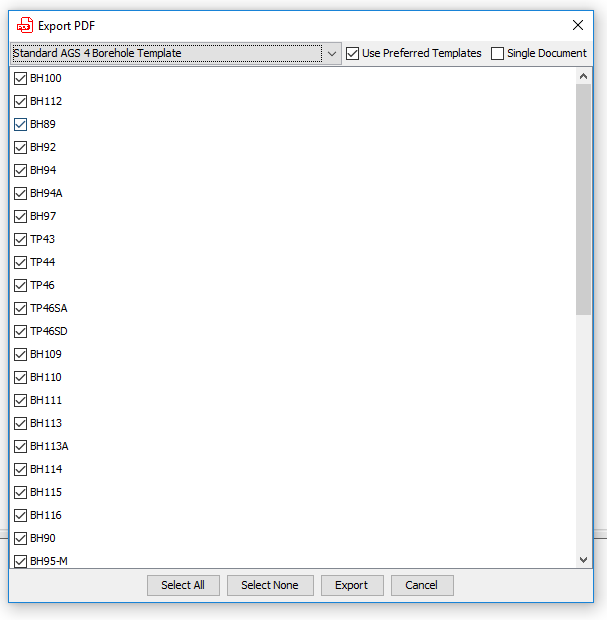 Export PDF
Standard AGS 4 Borehole Template Use Preferred Templates Single Document
BH100
BH112
BH89
BH92
BH94
BH94A
BH97
TP43
TP44
TP46
TP46SA
TP46SD
BH109
BH110
BH111
BH113
BH113A
BH114
BH115
BH116
BH90
BH95-M
Select All Select None Export Cancel